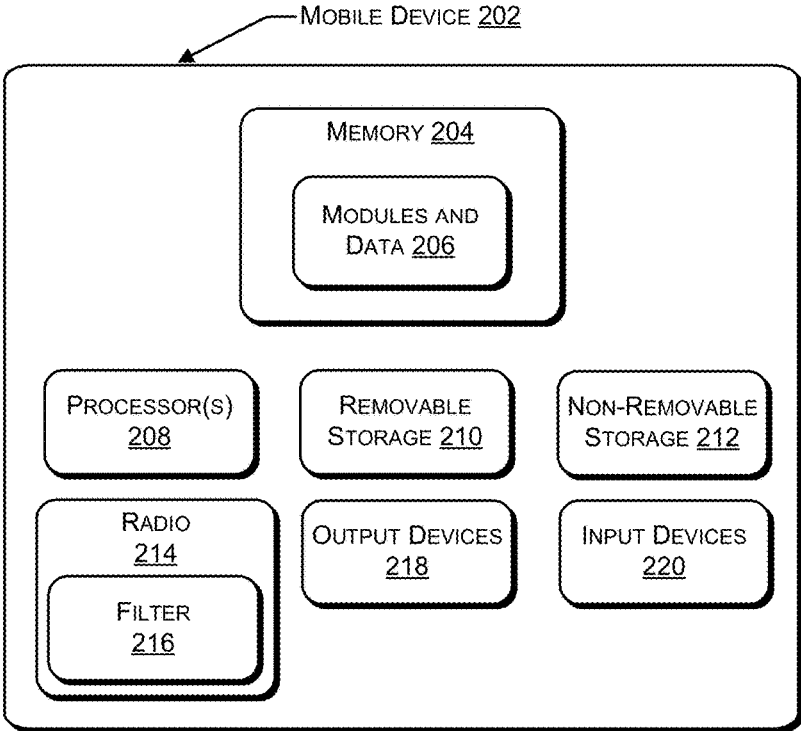 MOBILE DEVICE 202
MEMORY 204
MODULES AND
DATA 206
PROCESSOR(S)
208
REMOVABLE
STORAGE 210
NON-REMOVABLE
STORAGE 212
RADIO
214
FILTER
216
OUTPUT DEVICES
218
INPUT DEVICES
220